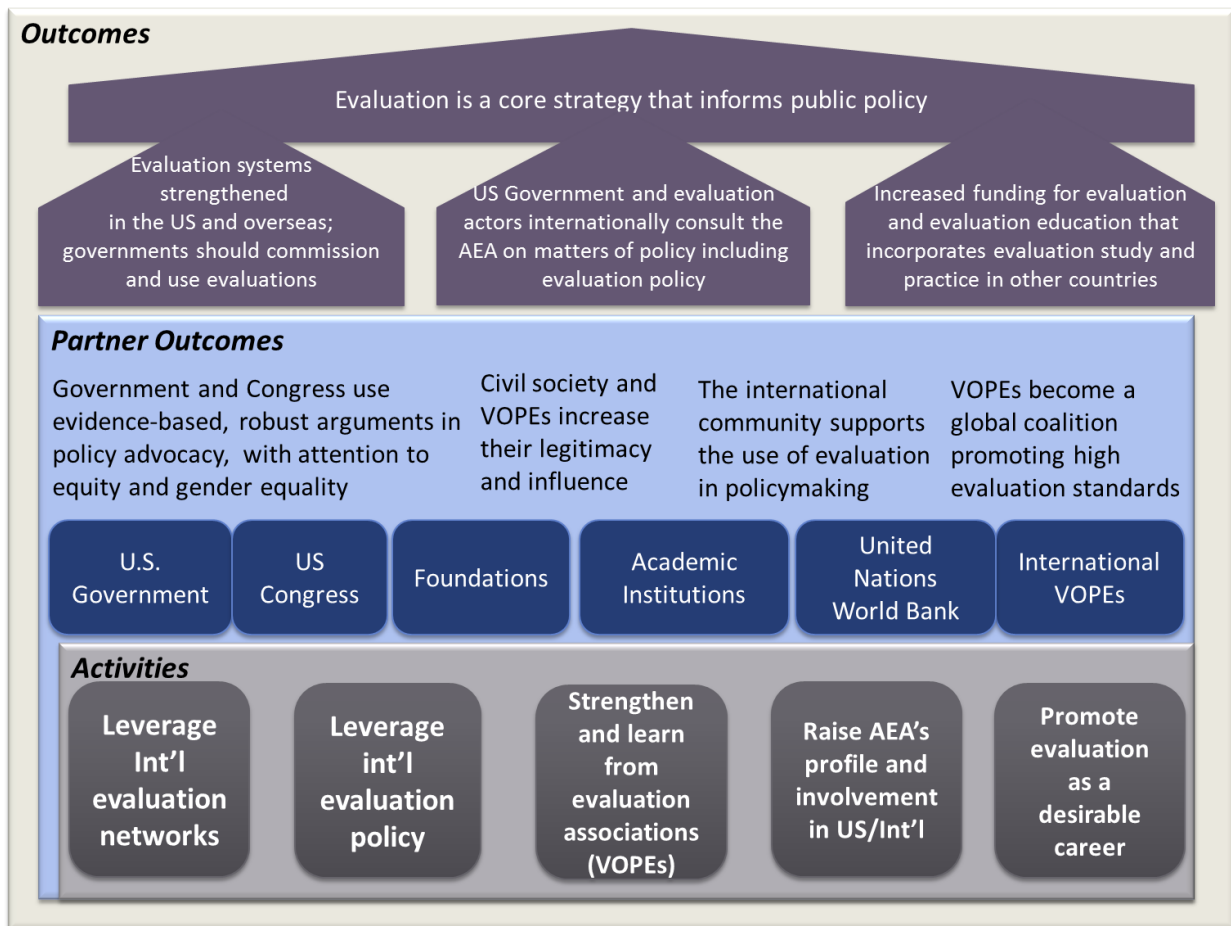 Outcomes
Evaluation is a core strategy that informs public policy
Evaluation systems
strengthened
in the US and overseas;
governments should commission
and use evaluations
US Government and evaluation
actors internationally consult the
AEA on matters of policy including
evaluation policy
Increased funding for evaluation
and evaluation education that
incorporates evaluation study and
practice in other countries
Partner Outcomes
Government and Congress use
evidence-based, robust arguments in
policy advocacy, with attention to
equity and gender equality
Civil society and
VOPEs increase
their legitimacy
and influence
The international
community supports
the use of evaluation
in policymaking
VOPEs become a
global coalition
promoting high
evaluation standards
U.S.
Government
US
Congress
Foundations
Academic
Institutions
United
Nations
World Bank
International
VOPEs
Activities
Leverage
Int'l
evaluation
networks
Leverage
int'l
evaluation
policy
Strengthen
and learn
from
evaluation
associations
(VOPEs)
Raise AEA's
profile and
involvement
in US/Int'l
Promote
evaluation
as a
desirable
career